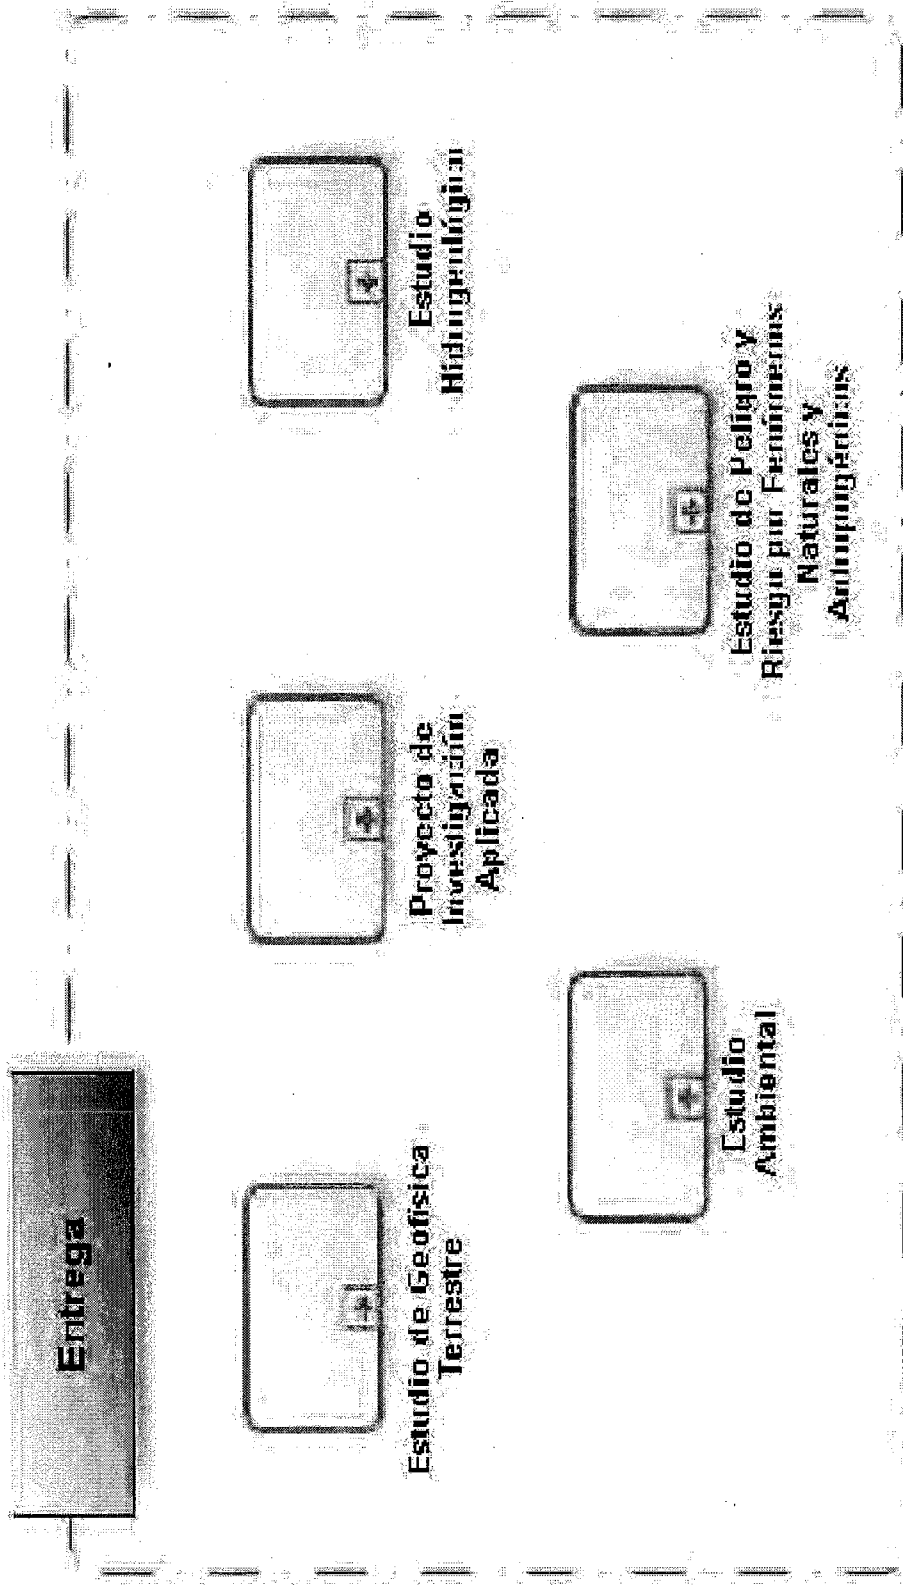 Entrega
Estudio de Geofísica
Terrestre
Proyecto de
Investigación
Aplicada
Estudio
Hidrogeológico
Estudio
Ambiental
Estudio de Peligro y
Riesgo por Fenómenos
Naturales y
Antropogénicos